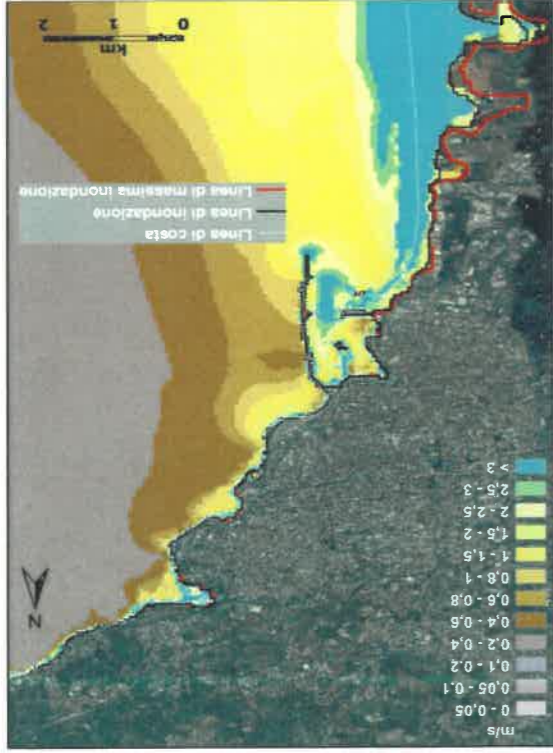 m/s
0 - 0,05
0,05 - 0,1
0,1 - 0,2
0,2 - 0,4
0,4 - 0,6
0,6 - 0,8
0,8 - 1
1 - 1,5
1,5 - 2
2 - 2,5
2,5 - 3
> 3
N
Linea di costa
Linea di inondazione
Linea di massima inondazione
km
0 1 2